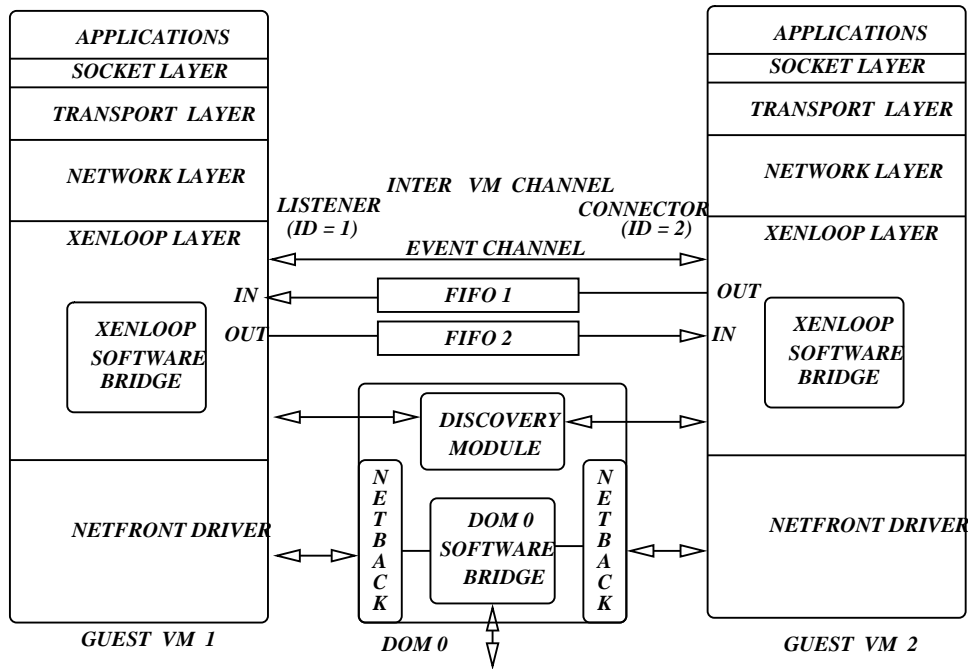 APPLICATIONS
SOCKET LAYER
TRANSPORT LAYER
NETWORK LAYER
XENLOOP LAYER
XENLOOP
SOFTWARE
BRIDGE
NETFRONT DRIVER
GUEST VM 1
INTER VM CHANNEL
LISTENER
(ID = 1)
CONNECTOR
(ID = 2)
EVENT CHANNEL
IN
FIFO 1
OUT
OUT
FIFO 2
IN
DISCOVERY
MODULE
NETBACK
DOM 0
SOFTWARE
BRIDGE
NETBACK
DOM 0
APPLICATIONS
SOCKET LAYER
TRANSPORT LAYER
NETWORK LAYER
XENLOOP LAYER
XENLOOP
SOFTWARE
BRIDGE
NETFRONT DRIVER
GUEST VM 2